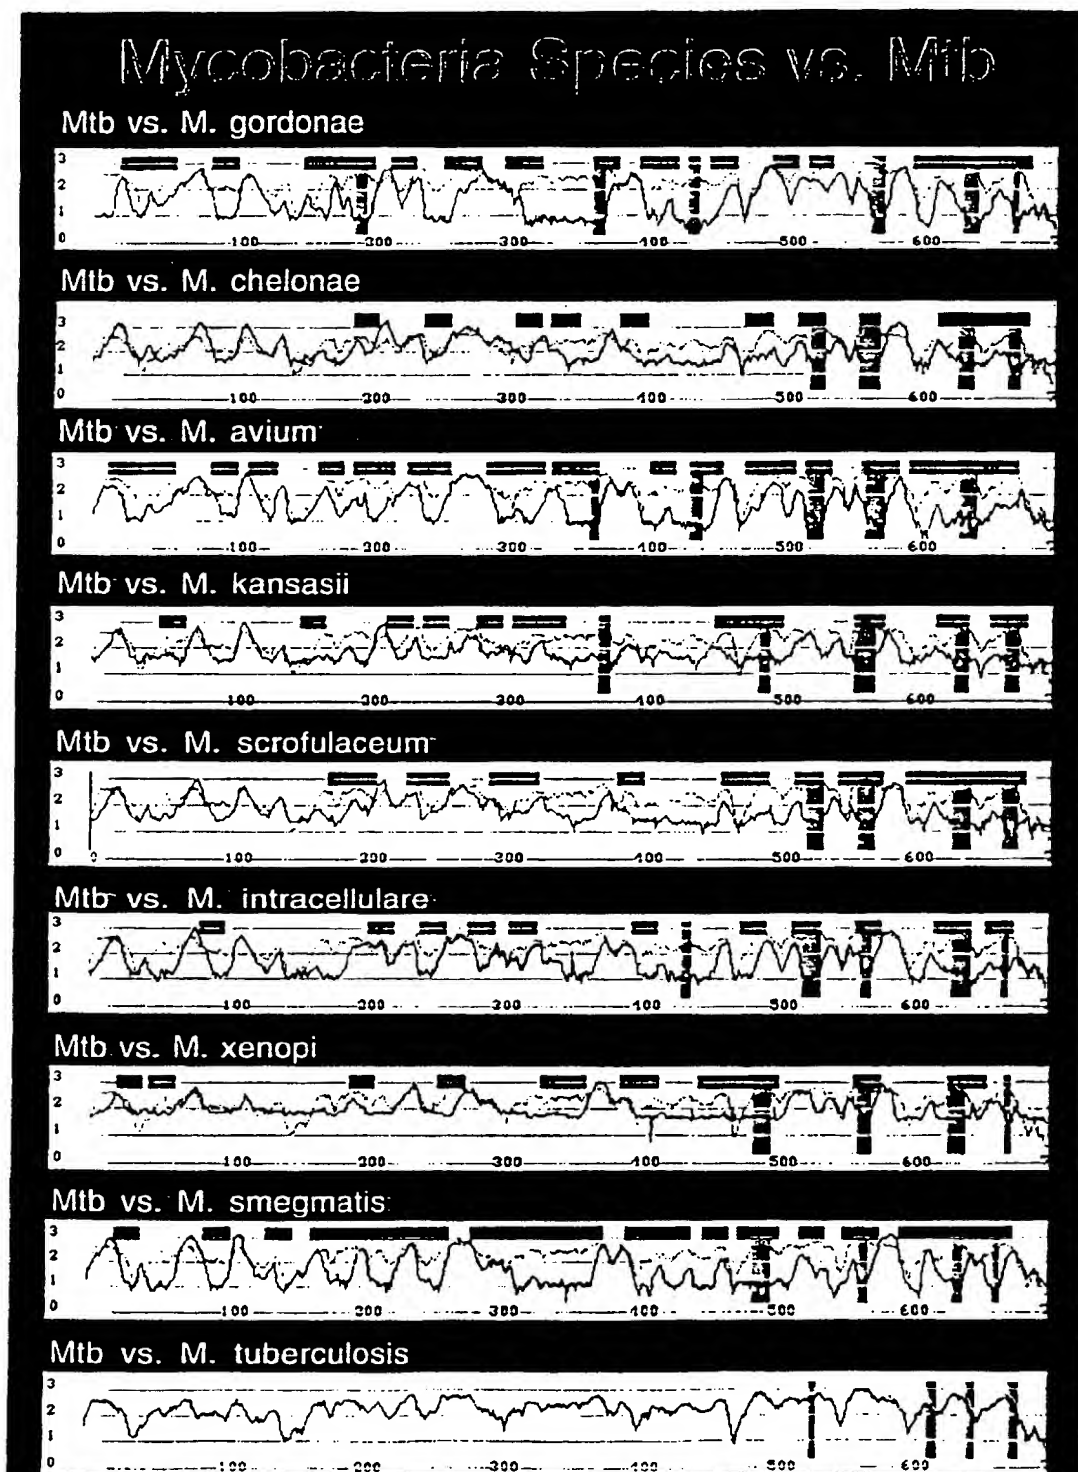 Mycobacteria Species vs. Mtb
Mtb vs. M. gordonae
3
2
1
0
100 200 300 400 500 600
Mtb vs. M. chelonae
3
2
1
0
100 200 300 400 500 600
Mtb vs. M. avium
3
2
1
0
100 200 300 400 500 600
Mtb vs. M. kansasii
3
2
1
0
100 300 400 500 600
Mtb vs. M. scrofulaceum
3
2
1
0
0 100 200 300 400 500 600
Mtb vs. M. intracellulare
3
2
1
0
100 200 300 400 500 600
Mtb vs. M. xenopi
3
2
1
0
100 200 300 400 500 600
Mtb vs. M. smegmatis
3
2
1
0
100 200 300 400 500 600
Mtb vs. M. tuberculosis
3
2
1
0
100 200 300 400 500 600